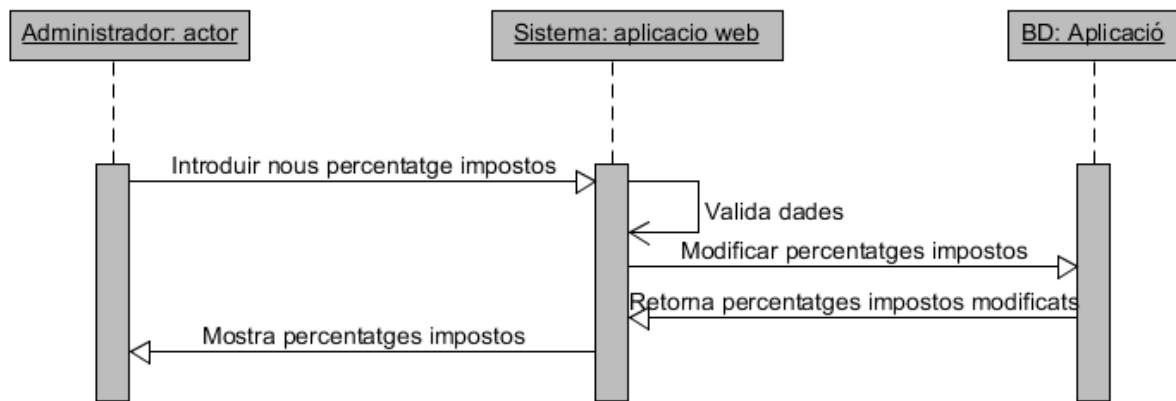 Administrador: actor
Sistema: aplicacio web
BD: Aplicació
Introduir nous percentatge impostos
Valida dades
Modificar percentatges impostos
Retorna percentatges impostos modificats
Mostra percentatges impostos